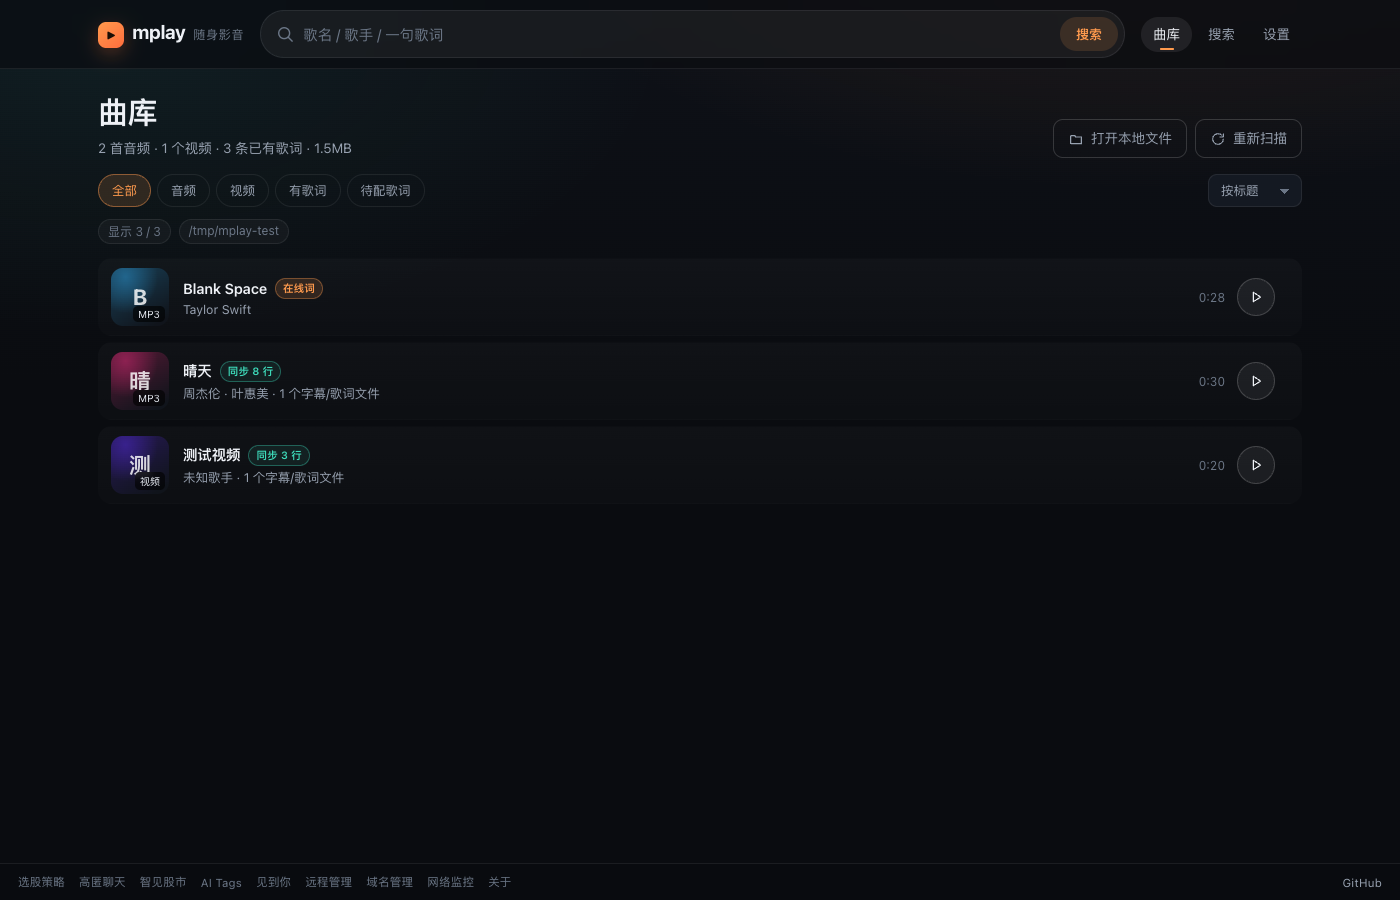 mplay 随身影音 歌名 / 歌手 / 一句歌词 搜索 曲库 搜索 设置
曲库
2 首音频 · 1 个视频 · 3 条已有歌词 · 1.5MB
打开本地文件 重新扫描
全部 音频 视频 有歌词 待配歌词 按标题
显示 3 / 3 /tmp/mplay-test
B MP3
Blank Space 在线词
Taylor Swift
0:28
晴 MP3
晴天 同步 8 行
周杰伦 · 叶惠美 · 1 个字幕/歌词文件
0:30
测 视频
测试视频 同步 3 行
未知歌手 · 1 个字幕/歌词文件
0:20
选股策略 高匿聊天 智见股市 AI Tags 见到你 远程管理 域名管理 网络监控 关于 GitHub